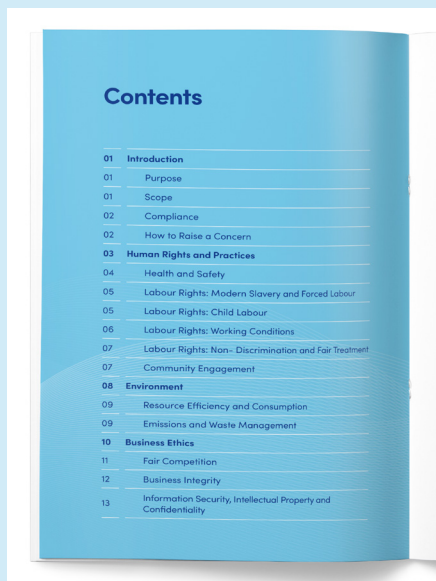 Contents
01 Introduction
01 Purpose
01 Scope
02 Compliance
02 How to Raise a Concern
03 Human Rights and Practices
04 Health and Safety
05 Labour Rights: Modern Slavery and Forced Labour
05 Labour Rights: Child Labour
06 Labour Rights: Working Conditions
07 Labour Rights: Non- Discrimination and Fair Treatment
07 Community Engagement
08 Environment
09 Resource Efficiency and Consumption
09 Emissions and Waste Management
10 Business Ethics
11 Fair Competition
12 Business Integrity
13 Information Security, Intellectual Property and
Confidentiality